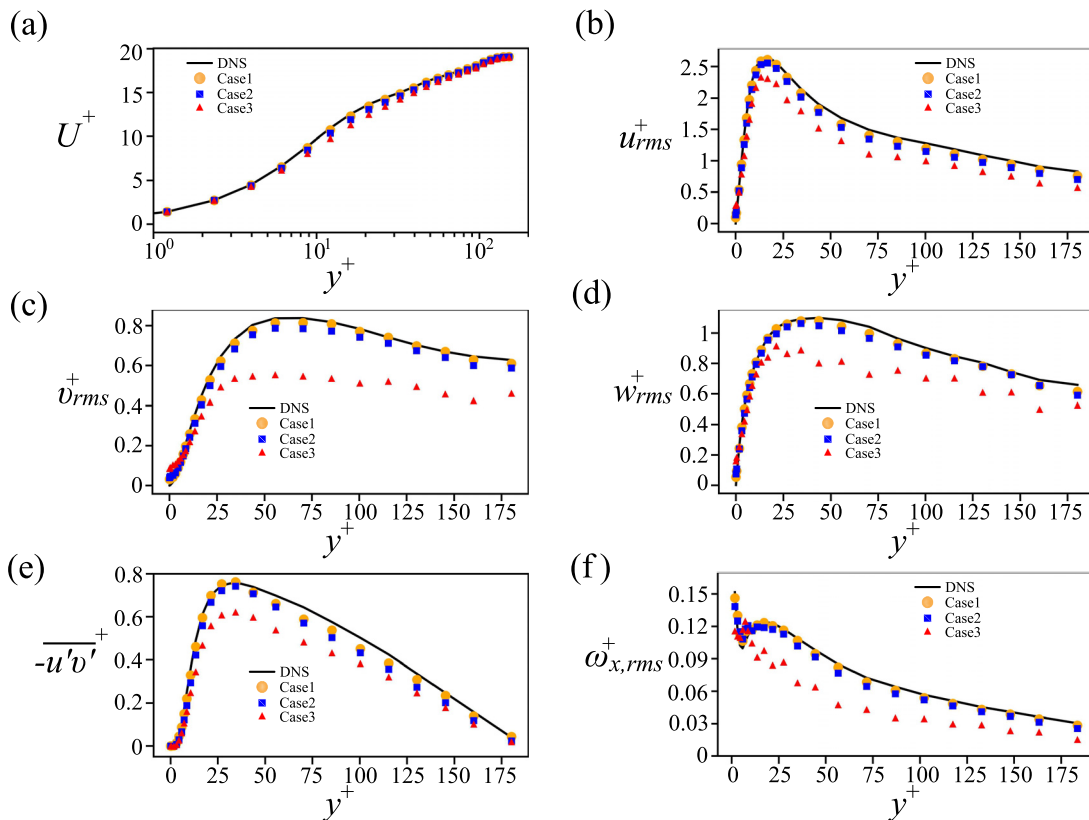 (a)
20
15
10
5
0
U⁺
DNS
Case1
Case2
Case3
10⁰ 10¹ 10²
y⁺
(b)
2.5
2
1.5
1
0.5
0
u⁺rms
DNS
Case1
Case2
Case3
0 25 50 75 100 125 150 175
y⁺
(c)
0.8
0.6
0.4
0.2
0
υ⁺rms
DNS
Case1
Case2
Case3
0 25 50 75 100 125 150 175
y⁺
(d)
1
0.8
0.6
0.4
0.2
0
w⁺rms
DNS
Case1
Case2
Case3
0 25 50 75 100 125 150 175
y⁺
(e)
0.8
0.6
0.4
0.2
0
-u'υ'⁺
DNS
Case1
Case2
Case3
0 25 50 75 100 125 150 175
y⁺
(f)
0.15
0.12
0.09
0.06
0.03
0
ω⁺x,rms
DNS
Case1
Case2
Case3
0 25 50 75 100 125 150 175
y⁺